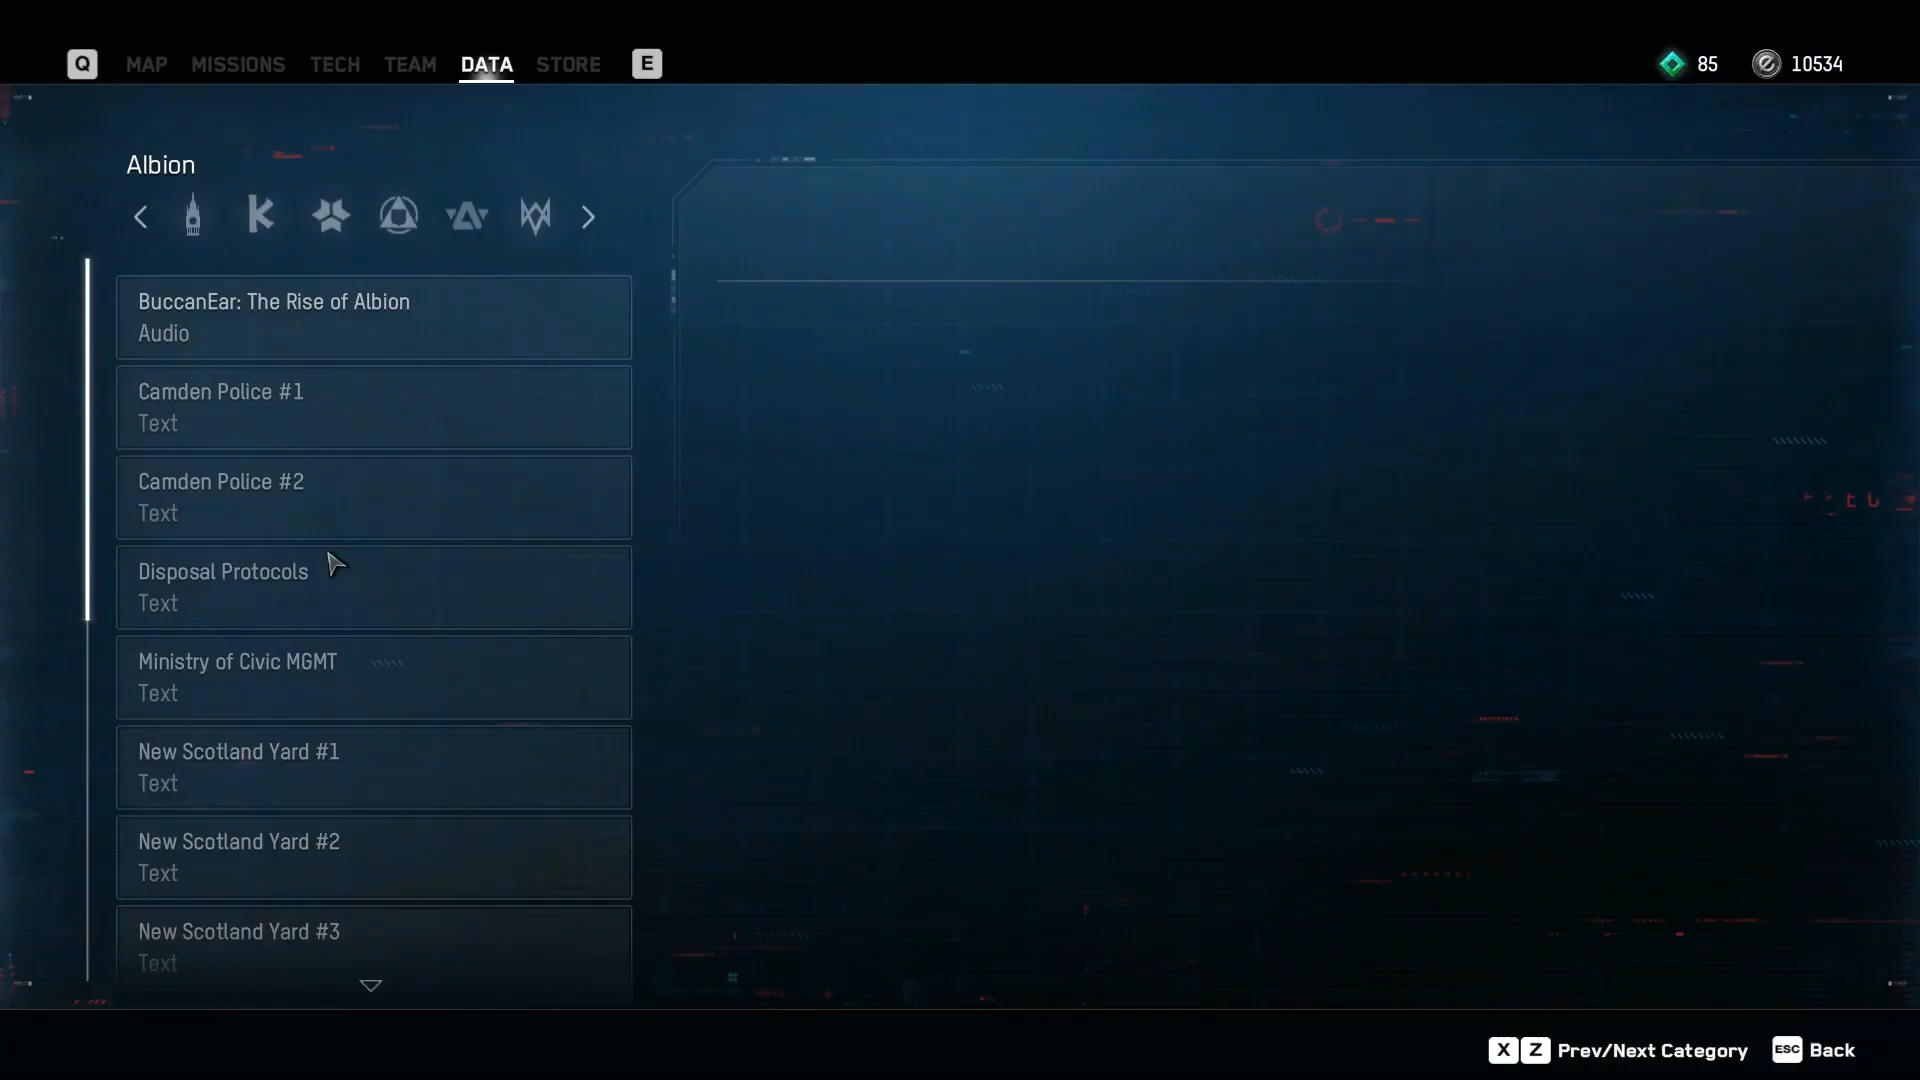 Q MAP MISSIONS TECH TEAM DATA STORE E 85 10534
Albion
BuccanEar: The Rise of Albion
Audio
Camden Police #1
Text
Camden Police #2
Text
Disposal Protocols
Text
Ministry of Civic MGMT
Text
New Scotland Yard #1
Text
New Scotland Yard #2
Text
New Scotland Yard #3
Text
X Z Prev/Next Category ESC Back